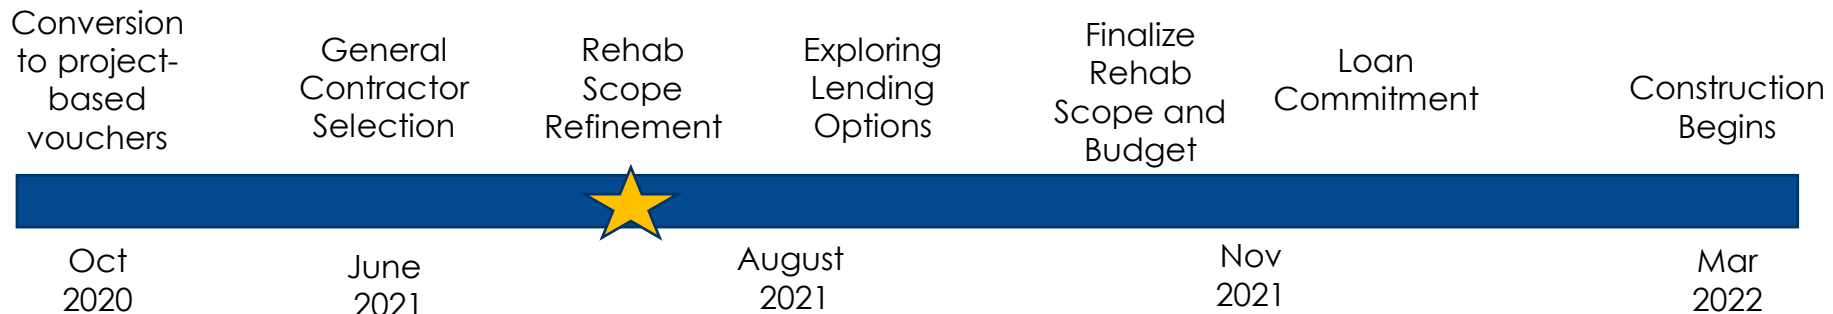 Conversion
to project-
based
vouchers
General
Contractor
Selection
Rehab
Scope
Refinement
Exploring
Lending
Options
Finalize
Rehab
Scope and
Budget
Loan
Commitment
Construction
Begins
Oct
2020
June
2021
August
2021
Nov
2021
Mar
2022